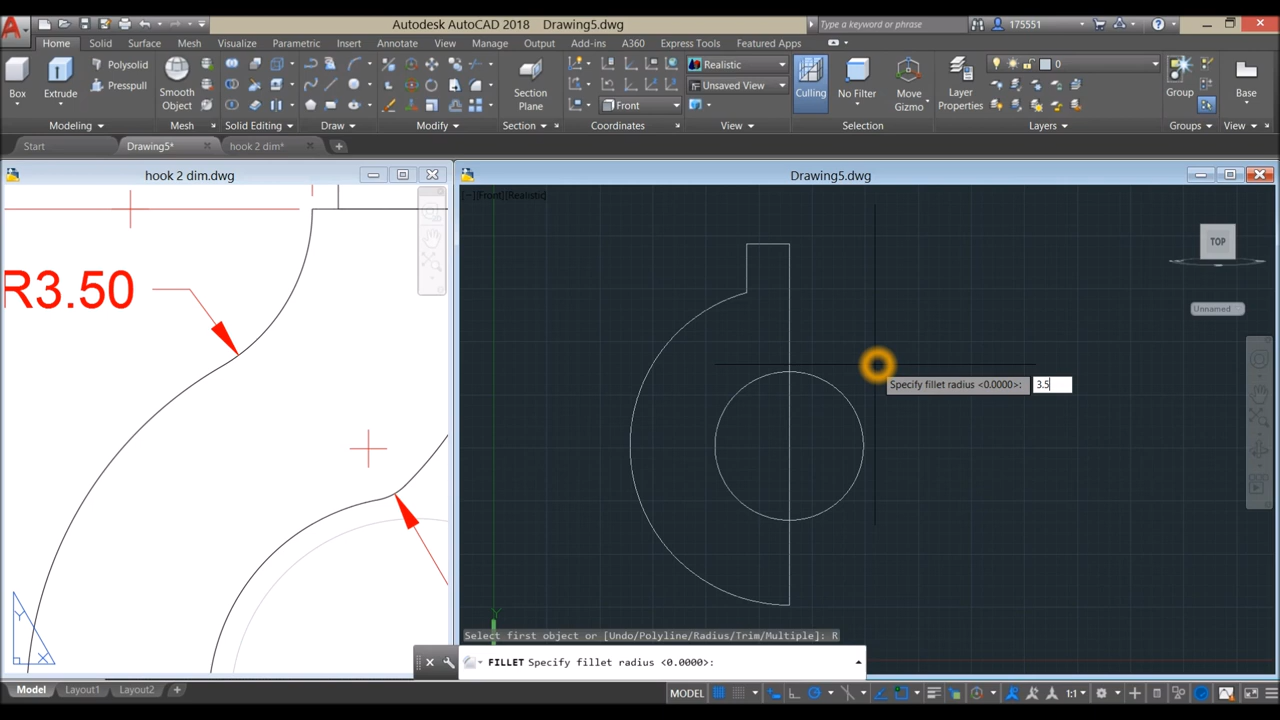 Autodesk AutoCAD 2018 Drawing5.dwg
Type a keyword or phrase
175551
Home Solid Surface Mesh Visualize Parametric Insert Annotate View Manage Output Add-ins A360 Express Tools Featured Apps
Box
Extrude
Polysolid
Presspull
Smooth Object
Section Plane
Realistic
Unsaved View
Front
Culling
No Filter
Move Gizmo
Layer Properties
0
Group
Base
Modeling Mesh Solid Editing Draw Modify Section Coordinates View Selection Layers Groups View
Start Drawing5* hook 2 dim*
hook 2 dim.dwg
Drawing5.dwg
[−][Front][Realistic]
TOP
Unnamed
R3.50
Specify fillet radius <0.0000>: 3.5
Y
X
Y
Select first object or [Undo/Polyline/Radius/Trim/Multiple]: R
FILLET Specify fillet radius <0.0000>:
Model Layout1 Layout2
MODEL
1:1